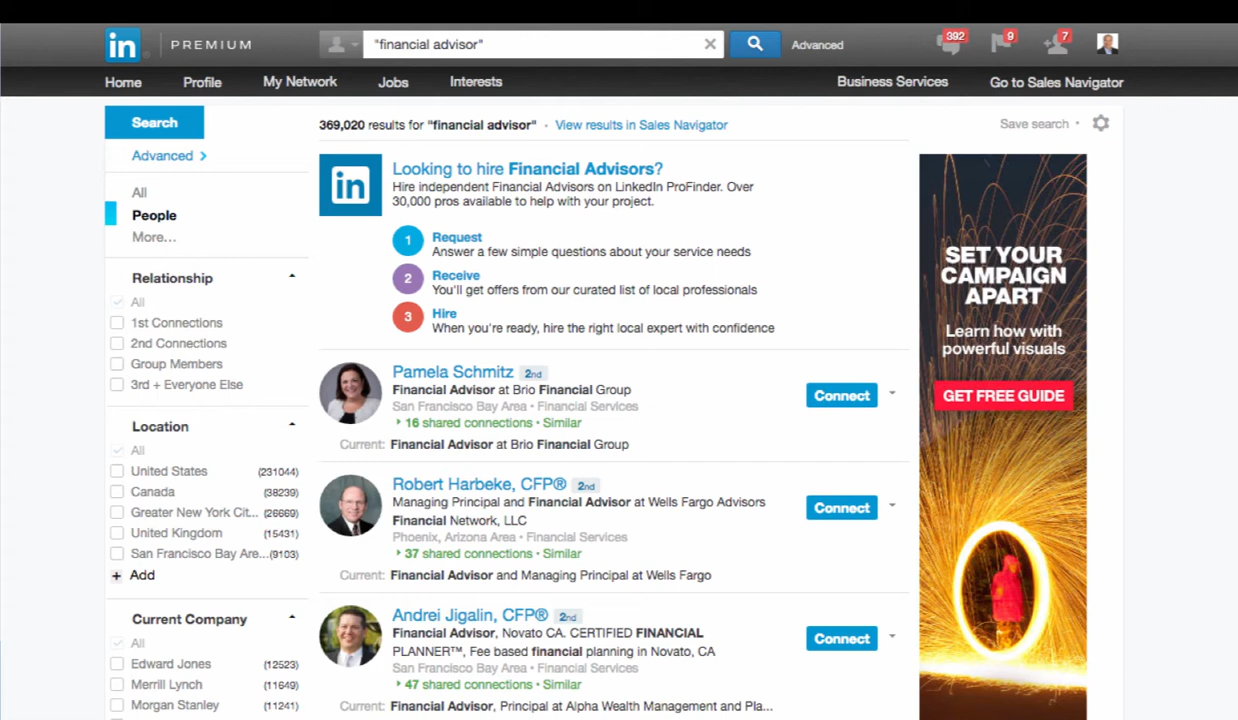 in PREMIUM
"financial advisor"
Advanced
392
9
7
Home
Profile
My Network
Jobs
Interests
Business Services
Go to Sales Navigator
Search
Advanced
All
People
More...
Relationship
All
1st Connections
2nd Connections
Group Members
3rd + Everyone Else
Location
All
United States (231044)
Canada (38239)
Greater New York Cit... (26669)
United Kingdom (15431)
San Francisco Bay Are... (9103)
+ Add
Current Company
All
Edward Jones (12523)
Merrill Lynch (11649)
Morgan Stanley (11241)
369,020 results for "financial advisor" · View results in Sales Navigator
Save search
in
Looking to hire Financial Advisors?
Hire independent Financial Advisors on LinkedIn ProFinder. Over
30,000 pros available to help with your project.
1 Request
Answer a few simple questions about your service needs
2 Receive
You'll get offers from our curated list of local professionals
3 Hire
When you're ready, hire the right local expert with confidence
Pamela Schmitz 2nd
Financial Advisor at Brio Financial Group
San Francisco Bay Area • Financial Services
16 shared connections • Similar
Current: Financial Advisor at Brio Financial Group
Connect
Robert Harbeke, CFP® 2nd
Managing Principal and Financial Advisor at Wells Fargo Advisors
Financial Network, LLC
Phoenix, Arizona Area • Financial Services
37 shared connections • Similar
Current: Financial Advisor and Managing Principal at Wells Fargo
Connect
Andrei Jigalin, CFP® 2nd
Financial Advisor, Novato CA. CERTIFIED FINANCIAL
PLANNER™, Fee based financial planning in Novato, CA
San Francisco Bay Area • Financial Services
47 shared connections • Similar
Current: Financial Advisor, Principal at Alpha Wealth Management and Pla...
Connect
SET YOUR
CAMPAIGN
APART
Learn how with
powerful visuals
GET FREE GUIDE